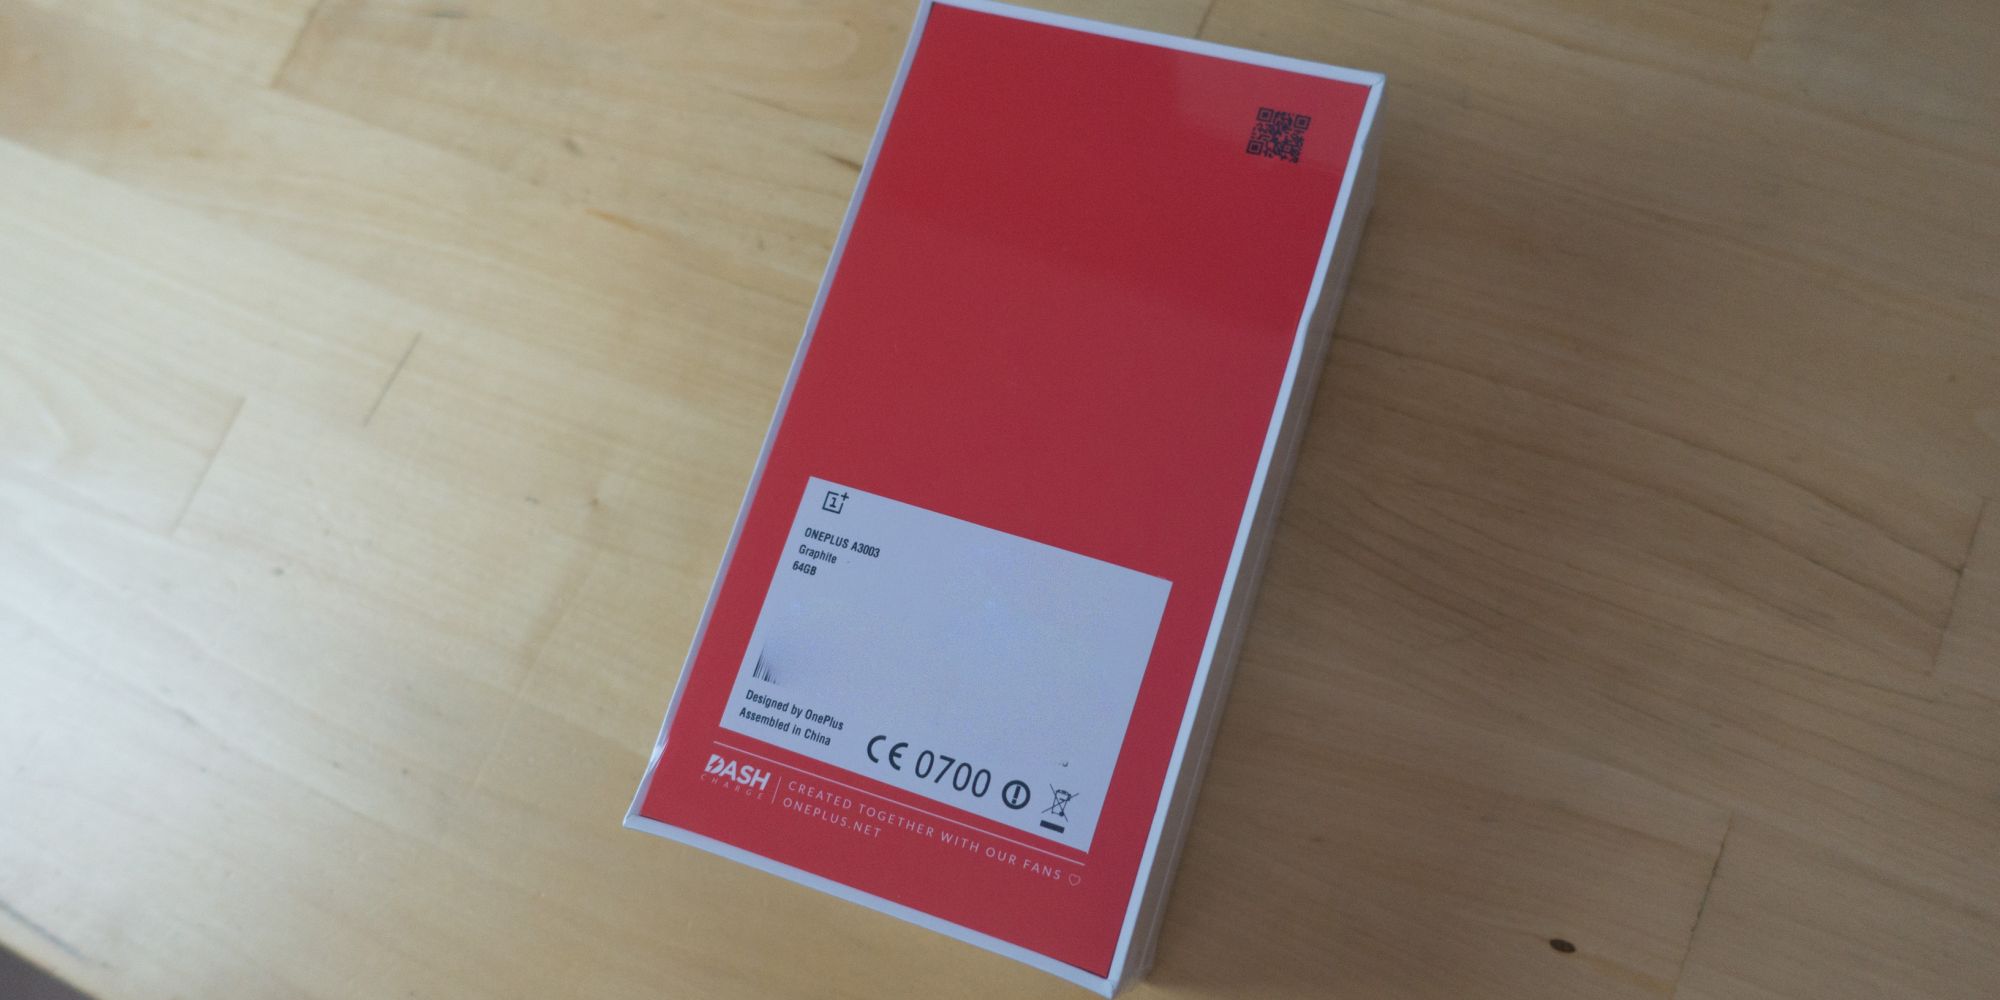 ONEPLUS A3003
Graphite
64GB
Designed by OnePlus
Assembled in China
CE 0700
DASH
CHARGE
CREATED TOGETHER WITH OUR FANS ♡
ONEPLUS.NET